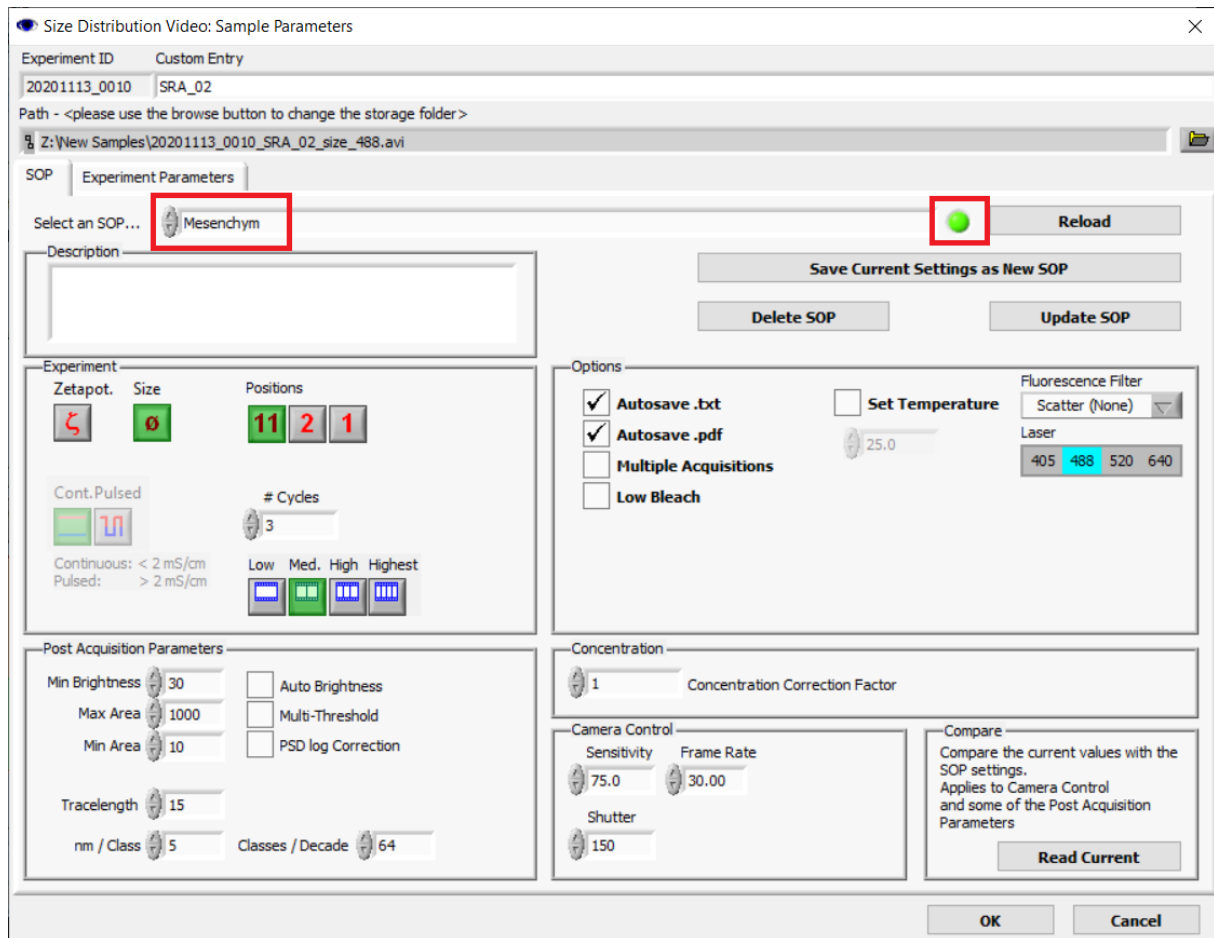 Size Distribution Video: Sample Parameters
Experiment ID Custom Entry
20201113_0010 SRA_02
Path - <please use the browse button to change the storage folder>
Z:\New Samples\20201113_0010_SRA_02_size_488.avi
SOP Experiment Parameters
Select an SOP... Mesenchym Reload
Description
Save Current Settings as New SOP
Delete SOP Update SOP
Experiment
Zetapot. Size Positions
ζ ø 11 2 1
Cont. Pulsed # Cycles
3
Continuous: < 2 mS/cm
Pulsed: > 2 mS/cm
Low Med. High Highest
Options
Autosave .txt
Autosave .pdf
Multiple Acquisitions
Low Bleach
Set Temperature
25.0
Fluorescence Filter
Scatter (None)
Laser
405 488 520 640
Post Acquisition Parameters
Min Brightness 30 Auto Brightness
Max Area 1000 Multi-Threshold
Min Area 10 PSD log Correction
Tracelength 15
nm / Class 5 Classes / Decade 64
Concentration
1 Concentration Correction Factor
Camera Control
Sensitivity Frame Rate
75.0 30.00
Shutter
150
Compare
Compare the current values with the
SOP settings.
Applies to Camera Control
and some of the Post Acquisition
Parameters
Read Current
OK Cancel